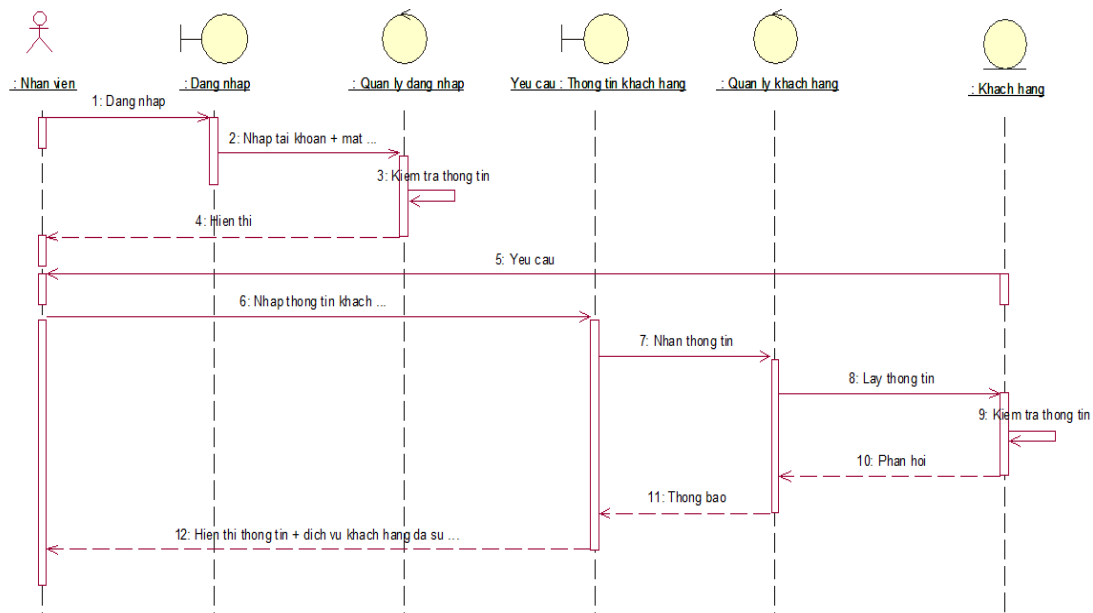 : Nhan vien
: Dang nhap
: Quan ly dang nhap
Yeu cau : Thong tin khach hang
: Quan ly khach hang
: Khach hang
1: Dang nhap
2: Nhap tai khoan + mat ...
3: Kiem tra thong tin
4: Hien thi
5: Yeu cau
6: Nhap thong tin khach ...
7: Nhan thong tin
8: Lay thong tin
9: Kiem tra thong tin
10: Phan hoi
11: Thong bao
12: Hien thi thong tin + dich vu khach hang da su ...